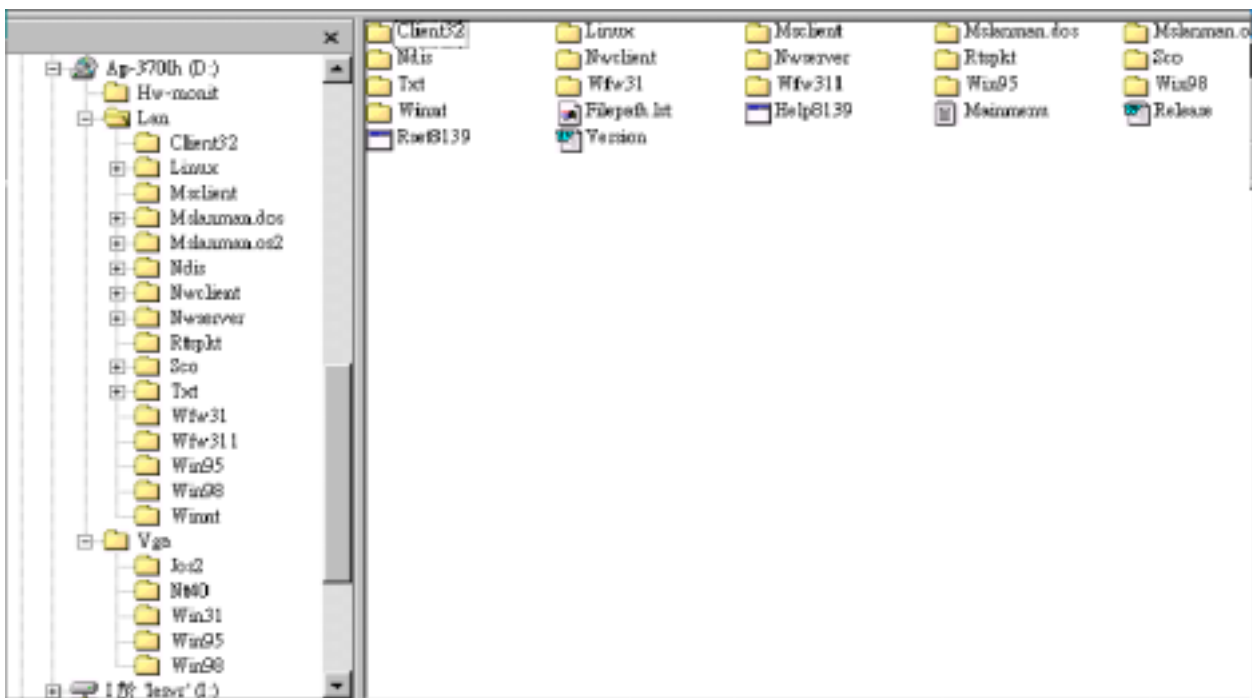 Ap-370lh (D:)
Hw-monit
Lan
Client32
Linux
Msclient
Mslanman.dos
Mslanman.os2
Ndis
Nwclient
Nwserver
Rtspkt
Sco
Txt
Wfw31
Wfw311
Win95
Win98
Winnt
Vga
Nt40
Win31
Win95
Win98
(I:)
Client32 Linux Msclient Mslanman.dos Mslanman.o
Ndis Nwclient Nwserver Rtspkt Sco
Txt Wfw31 Wfw311 Win95 Win98
Winnt Filepath.lst Help8139 Mainmenu Release
Rset8139 Version